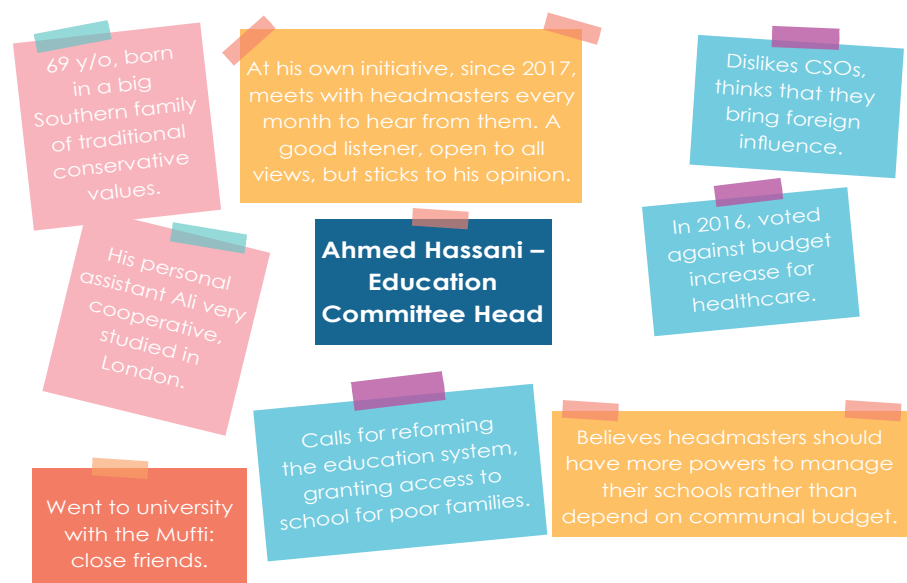 69 y/o, born
in a big
Southern family
of traditional
conservative
values.
At his own initiative, since 2017,
meets with headmasters every
month to hear from them. A
good listener, open to all
views, but sticks to his opinion.
Dislikes CSOs,
thinks that they
bring foreign
influence.
His personal
assistant Ali very
cooperative,
studied in
London.
Ahmed Hassani –
Education
Committee Head
In 2016, voted
against budget
increase for
healthcare.
Went to university
with the Mufti:
close friends.
Calls for reforming
the education system,
granting access to
school for poor families.
Believes headmasters should
have more powers to manage
their schools rather than
depend on communal budget.